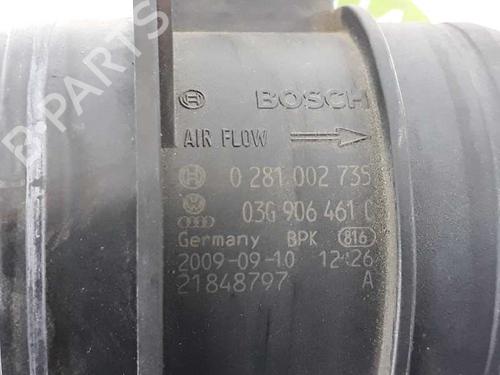 BOSCH
AIR FLOW
0 281 002 735
03G 906 461 C
Germany BPK 816
2009-09-10 12:26
21848797 A
B-PARTS